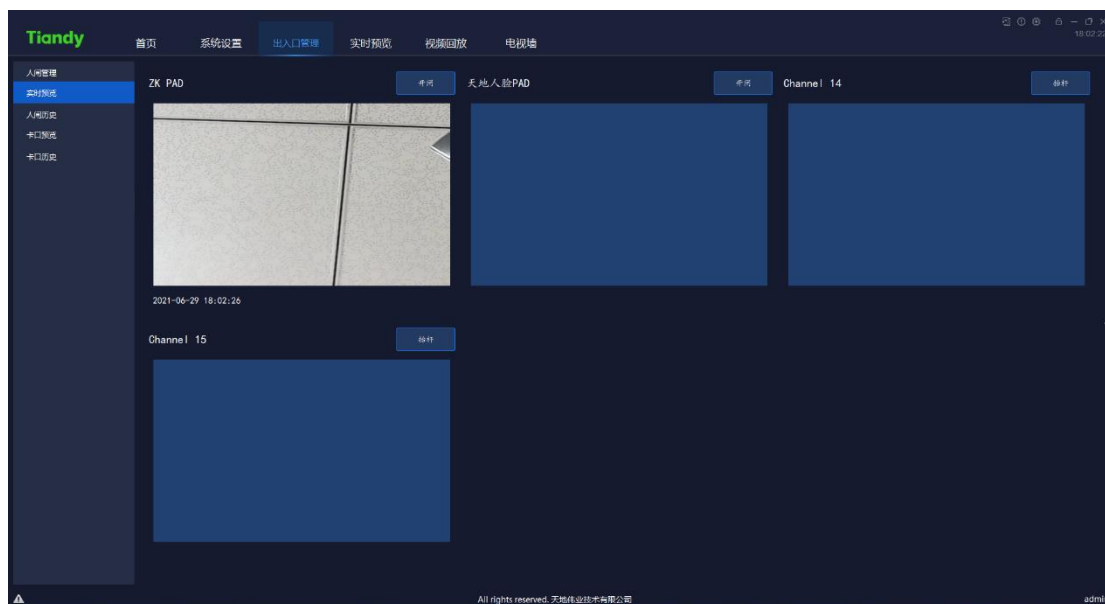 18:02:22
Tiandy 首页 系统设置 出入口管理 实时预览 视频回放 电视墙
人闸管理
实时预览
人闸历史
卡口预览
卡口历史
ZK PAD 开闸 天地人脸PAD 开闸 Channel 14 抬杆
2021-06-29 18:02:26
Channel 15 抬杆
All rights reserved. 天地伟业技术有限公司 admin